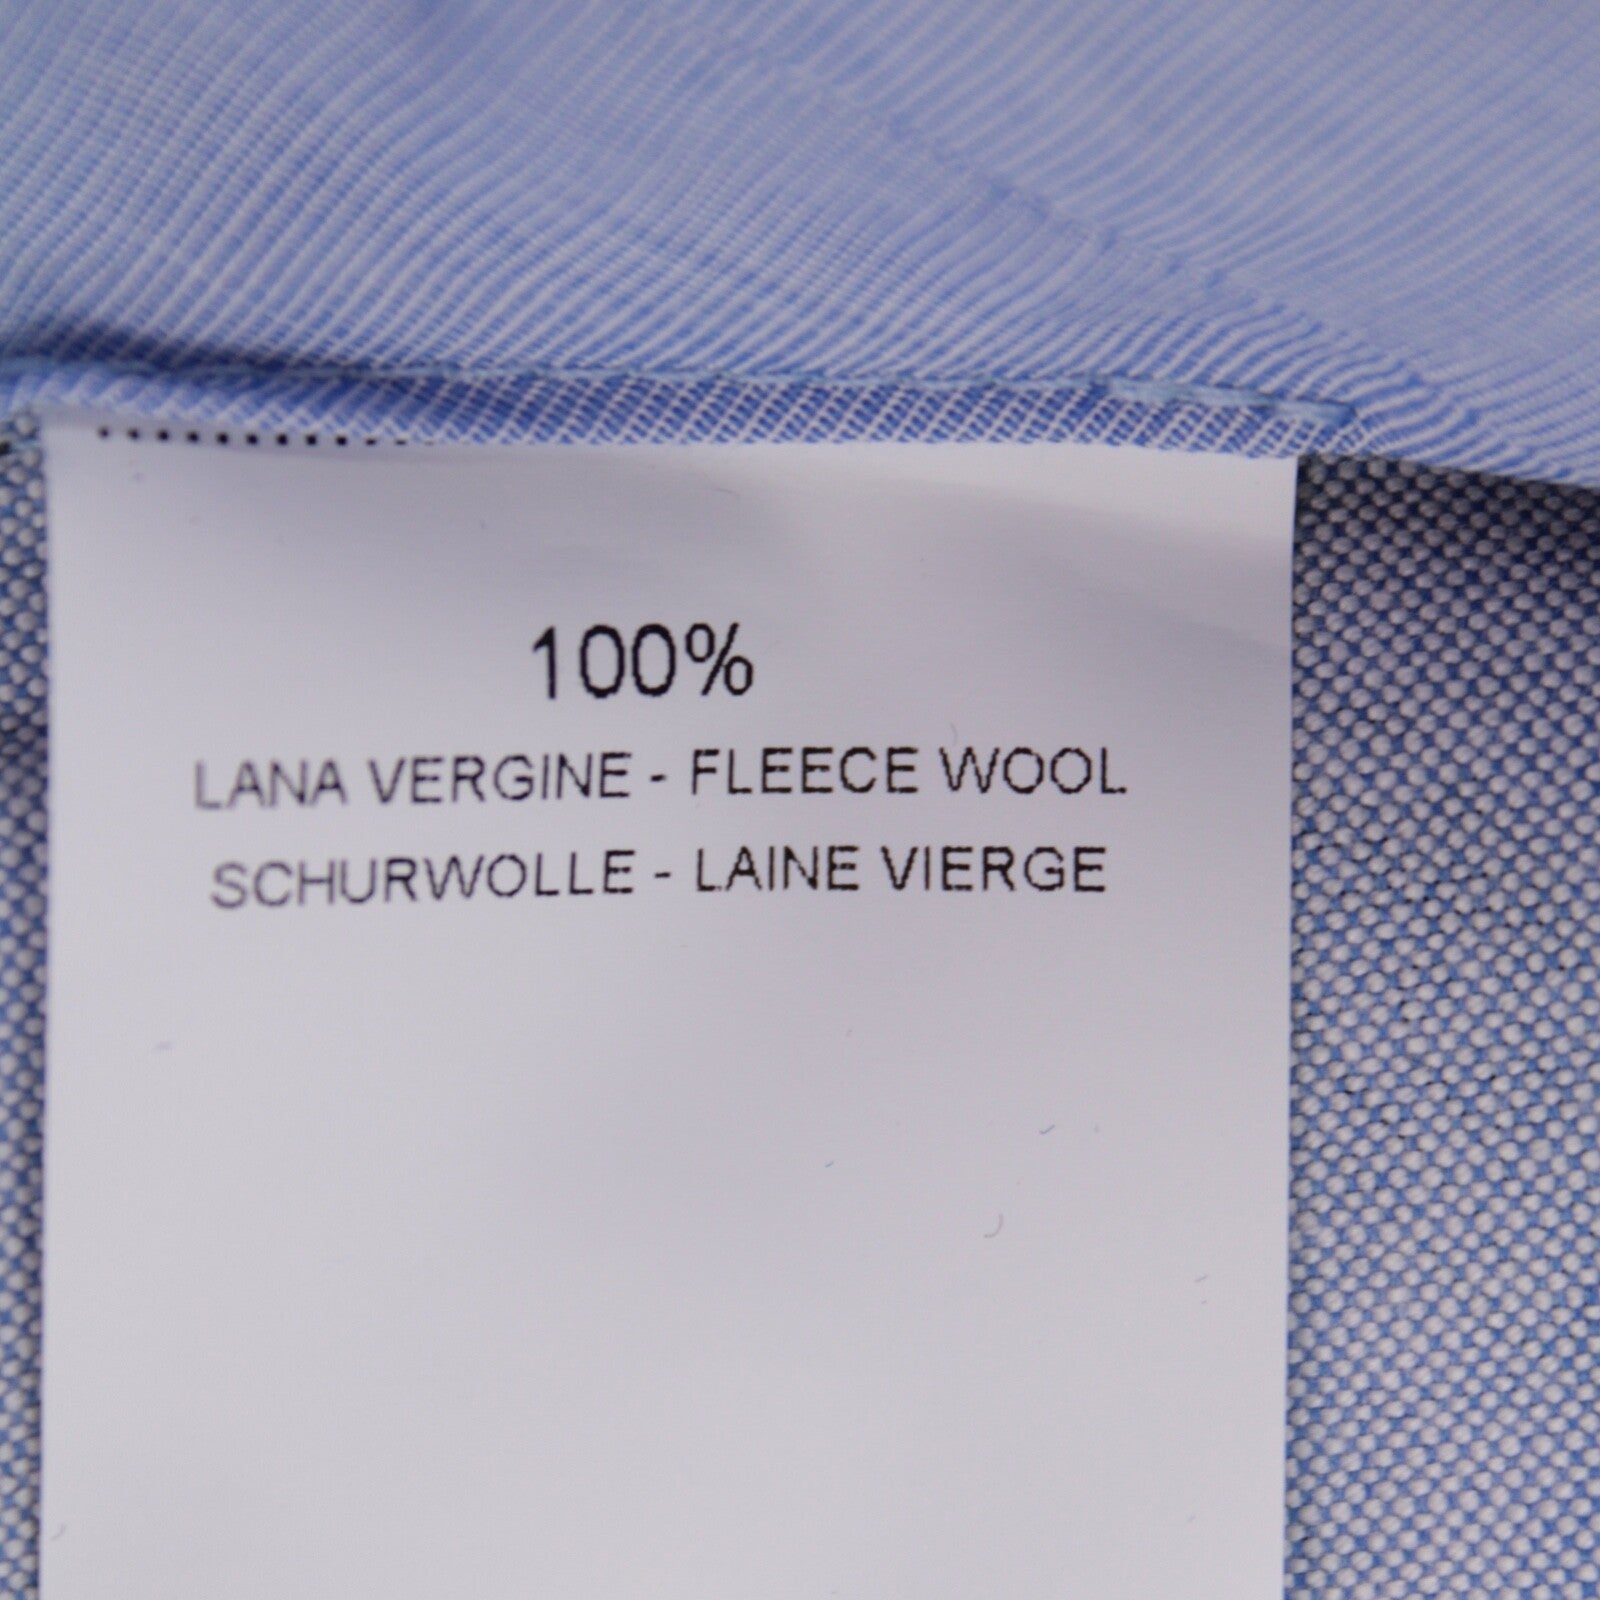 100%
LANA VERGINE - FLEECE WOOL
SCHURWOLLE - LAINE VIERGE